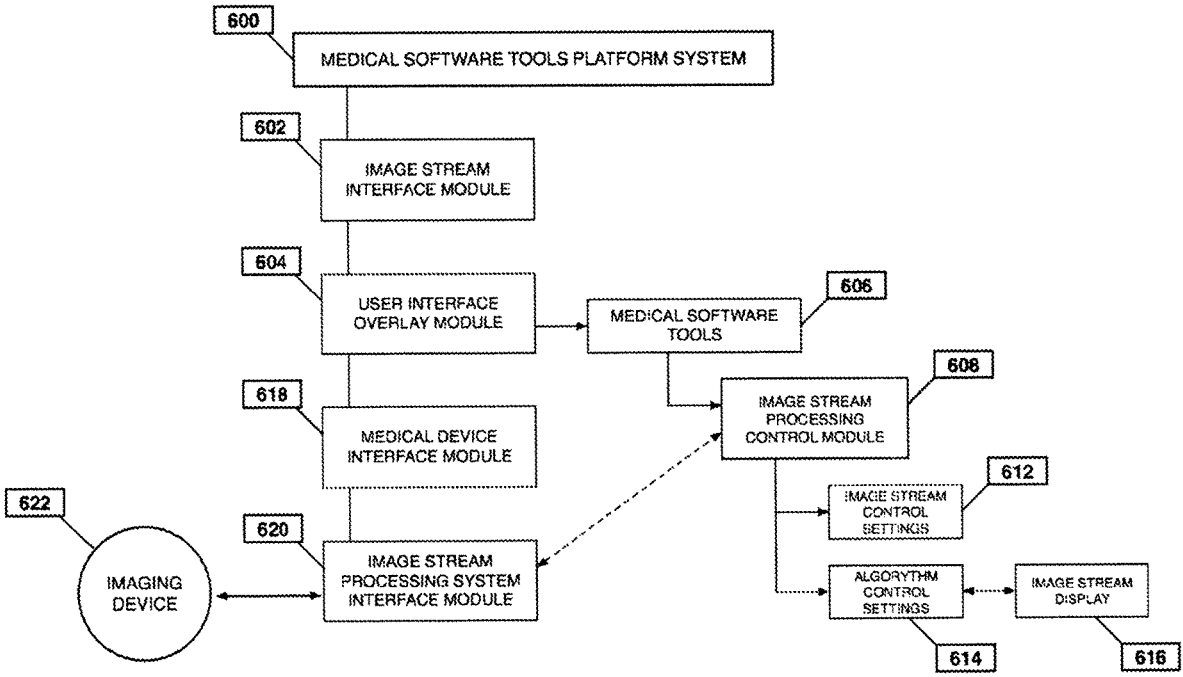 600
MEDICAL SOFTWARE TOOLS PLATFORM SYSTEM
602
IMAGE STREAM
INTERFACE MODULE
604
USER INTERFACE
OVERLAY MODULE
606
MEDICAL SOFTWARE
TOOLS
608
IMAGE STREAM
PROCESSING
CONTROL MODULE
618
MEDICAL DEVICE
INTERFACE MODULE
612
IMAGE STREAM
CONTROL
SETTINGS
622
IMAGING
DEVICE
620
IMAGE STREAM
PROCESSING SYSTEM
INTERFACE MODULE
ALGORYTHM
CONTROL
SETTINGS
IMAGE STREAM
DISPLAY
614
616